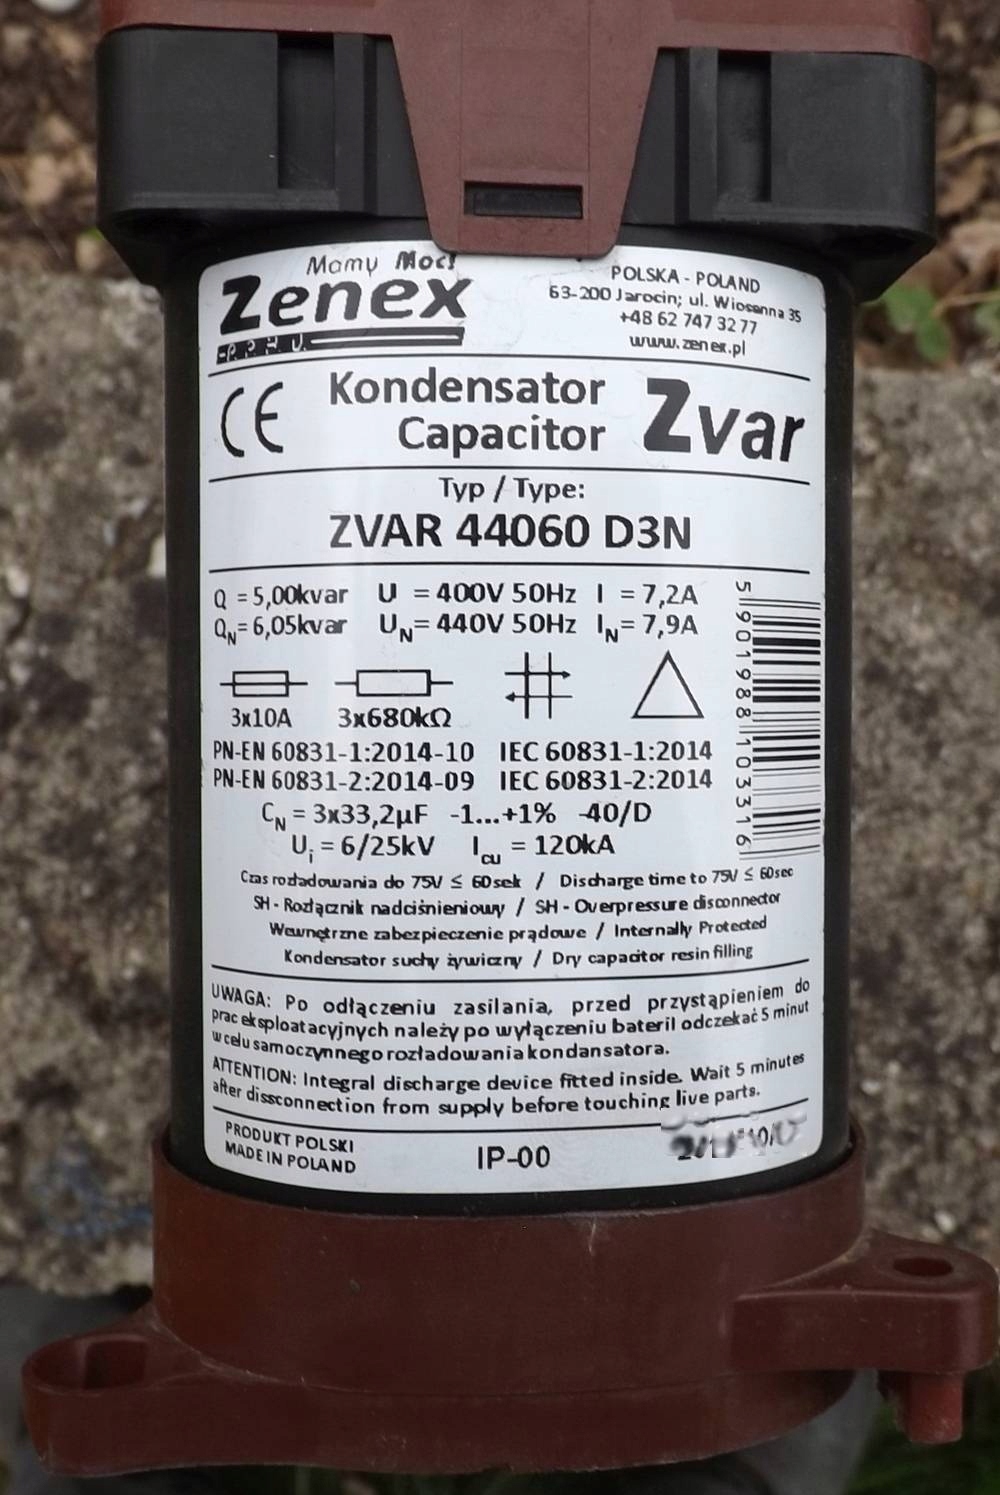 Mamy Moc!
Zenex
F.P.H.U.
POLSKA - POLAND
63-200 Jarocin; ul. Wiosenna 35
+48 62 747 32 77
www.zenex.pl
CE
Kondensator
Capacitor
Zvar
Typ / Type:
ZVAR 44060 D3N
Q = 5,00kvar U = 400V 50Hz I = 7,2A
QN= 6,05kvar UN= 440V 50Hz IN= 7,9A
3x10A 3x680kΩ
5 901988 103316
PN-EN 60831-1:2014-10 IEC 60831-1:2014
PN-EN 60831-2:2014-09 IEC 60831-2:2014
CN = 3x33,2µF -1...+1% -40/D
Ui = 6/25kV Icu = 120kA
Czas rozładowania do 75V ≤ 60sek / Discharge time to 75V ≤ 60sec
SH - Rozłącznik nadciśnieniowy / SH - Overpressure disconnector
Wewnętrzne zabezpieczenie prądowe / Internally Protected
Kondensator suchy żywiczny / Dry capacitor resin filling
UWAGA: Po odłączeniu zasilania, przed przystąpieniem do
prac eksploatacyjnych należy po wyłączeniu baterii odczekać 5 minut
w celu samoczynnego rozładowania kondansatora.
ATTENTION: Integral discharge device fitted inside. Wait 5 minutes
after dissconnection from supply before touching live parts.
PRODUKT POLSKI
MADE IN POLAND
IP-00